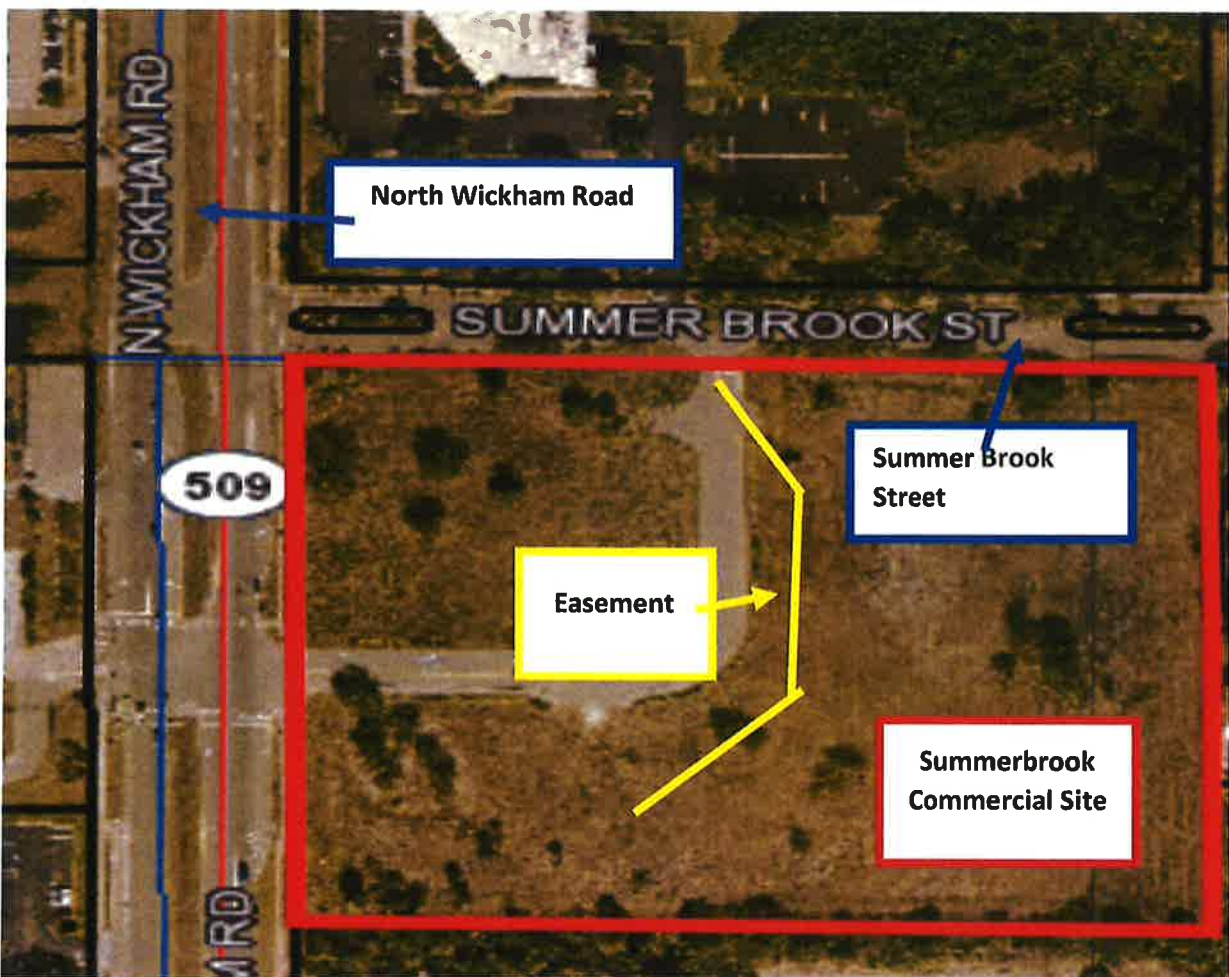 N WICKHAM RD
North Wickham Road
SUMMER BROOK ST
509
Summer Brook
Street
Easement
Summerbrook
Commercial Site
M RD